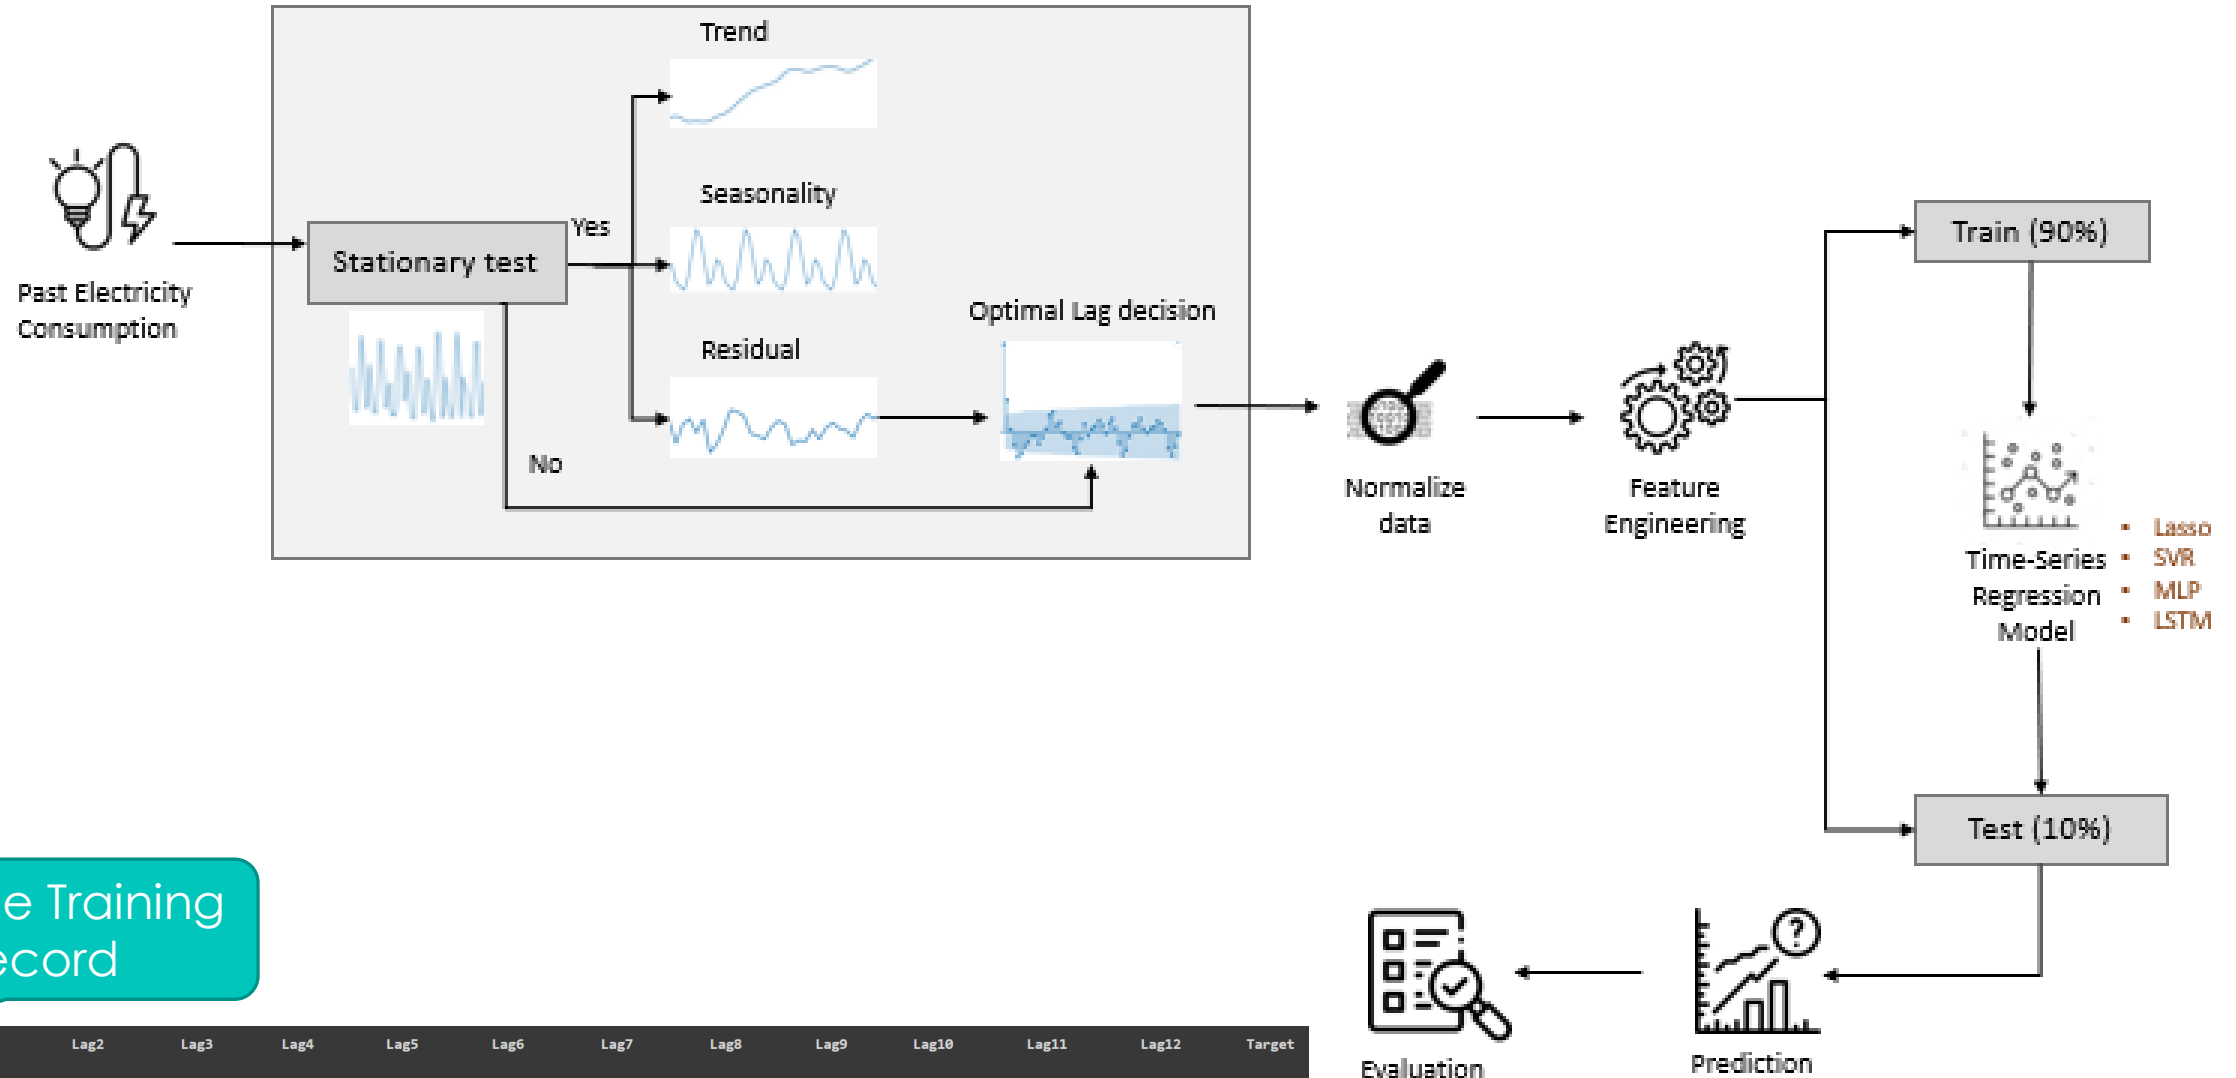 Trend
Seasonality
Yes
Stationary test
Past Electricity
Consumption
Residual
No
Optimal Lag decision
Normalize
data
Feature
Engineering
Train (90%)
Time-Series
Regression
Model
▪ Lasso
▪ SVR
▪ MLP
▪ LSTM
Test (10%)
?
Prediction
Evaluation
e Training
ecord
Lag2 Lag3 Lag4 Lag5 Lag6 Lag7 Lag8 Lag9 Lag10 Lag11 Lag12 Target